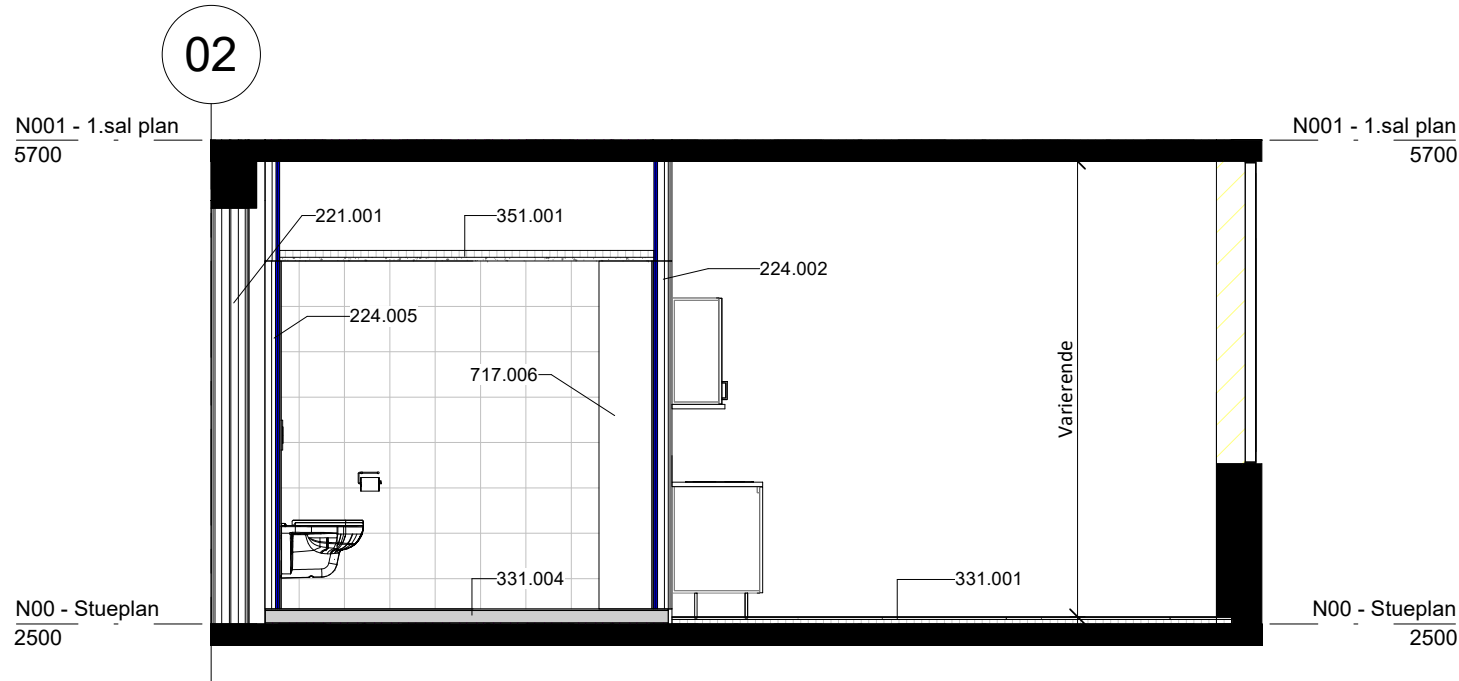 02
N001 - 1.sal plan
5700
N001 - 1.sal plan
5700
221.001
351.001
224.002
224.005
717.006
Varierende
331.004
331.001
N00 - Stueplan
2500
N00 - Stueplan
2500